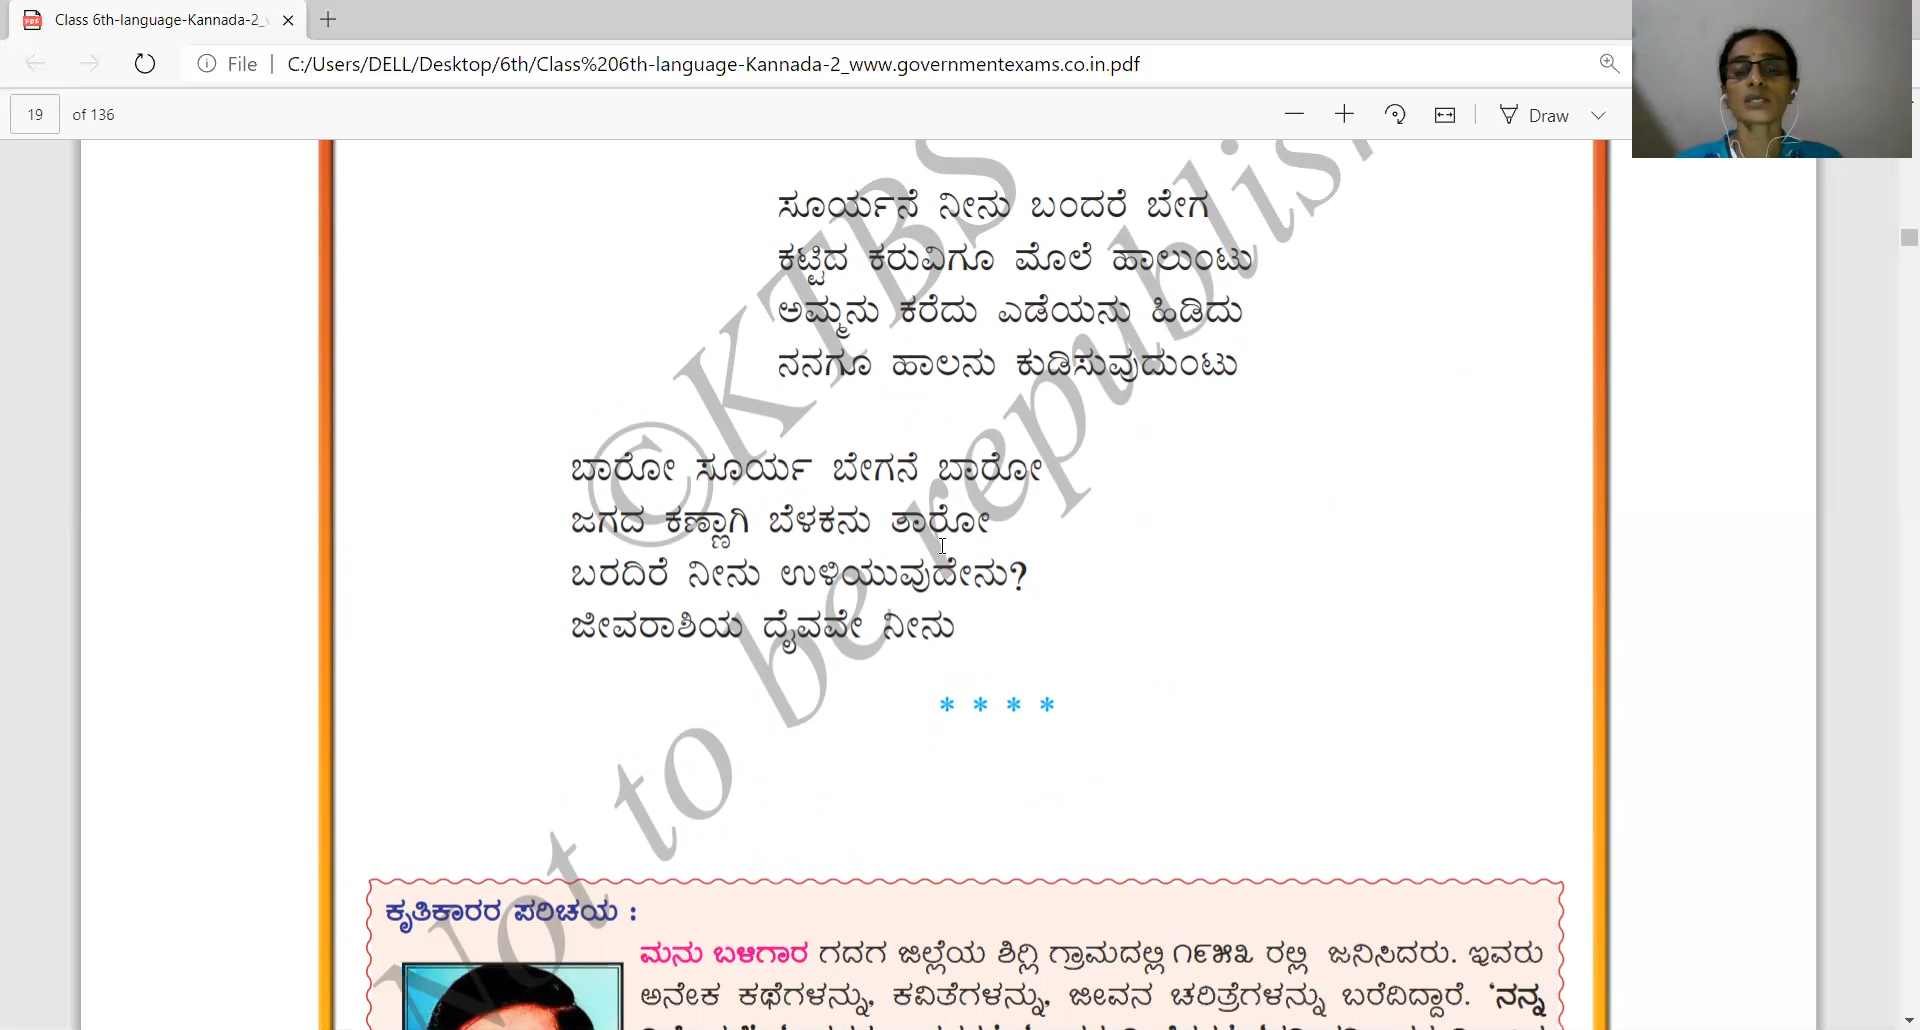 Class 6th-language-Kannada-2_
File
C:/Users/DELL/Desktop/6th/Class%206th-language-Kannada-2_www.governmentexams.co.in.pdf
19 of 136
Draw
ಸೂರ್ಯನೆ ನೀನು ಬಂದರೆ ಬೇಗ
ಕಟ್ಟಿದ ಕರುವಿಗೂ ಮೊಲೆ ಹಾಲುಂಟು
ಅಮ್ಮನು ಕರೆದು ಎಡೆಯನು ಹಿಡಿದು
ನನಗೂ ಹಾಲನು ಕುಡಿಸುವುದುಂಟು
ಬಾರೋ ಸೂರ್ಯ ಬೇಗನೆ ಬಾರೋ
ಜಗದ ಕಣ್ಣಾಗಿ ಬೆಳಕನು ತಾರೋ
ಬರದಿರೆ ನೀನು ಉಳಿಯುವುದೇನು?
ಜೀವರಾಶಿಯ ದೈವವೇ ನೀನು
* * * *
©KTBS
Not to be republish
ಕೃತಿಕಾರರ ಪರಿಚಯ :
ಮನು ಬಳಿಗಾರ ಗದಗ ಜಿಲ್ಲೆಯ ಶಿಗ್ಲಿ ಗ್ರಾಮದಲ್ಲಿ ೧೯೫೩ ರಲ್ಲಿ ಜನಿಸಿದರು. ಇವರು
ಅನೇಕ ಕಥೆಗಳನ್ನು, ಕವಿತೆಗಳನ್ನು, ಜೀವನ ಚರಿತ್ರೆಗಳನ್ನು ಬರೆದಿದ್ದಾರೆ. ‘ನನ್ನ